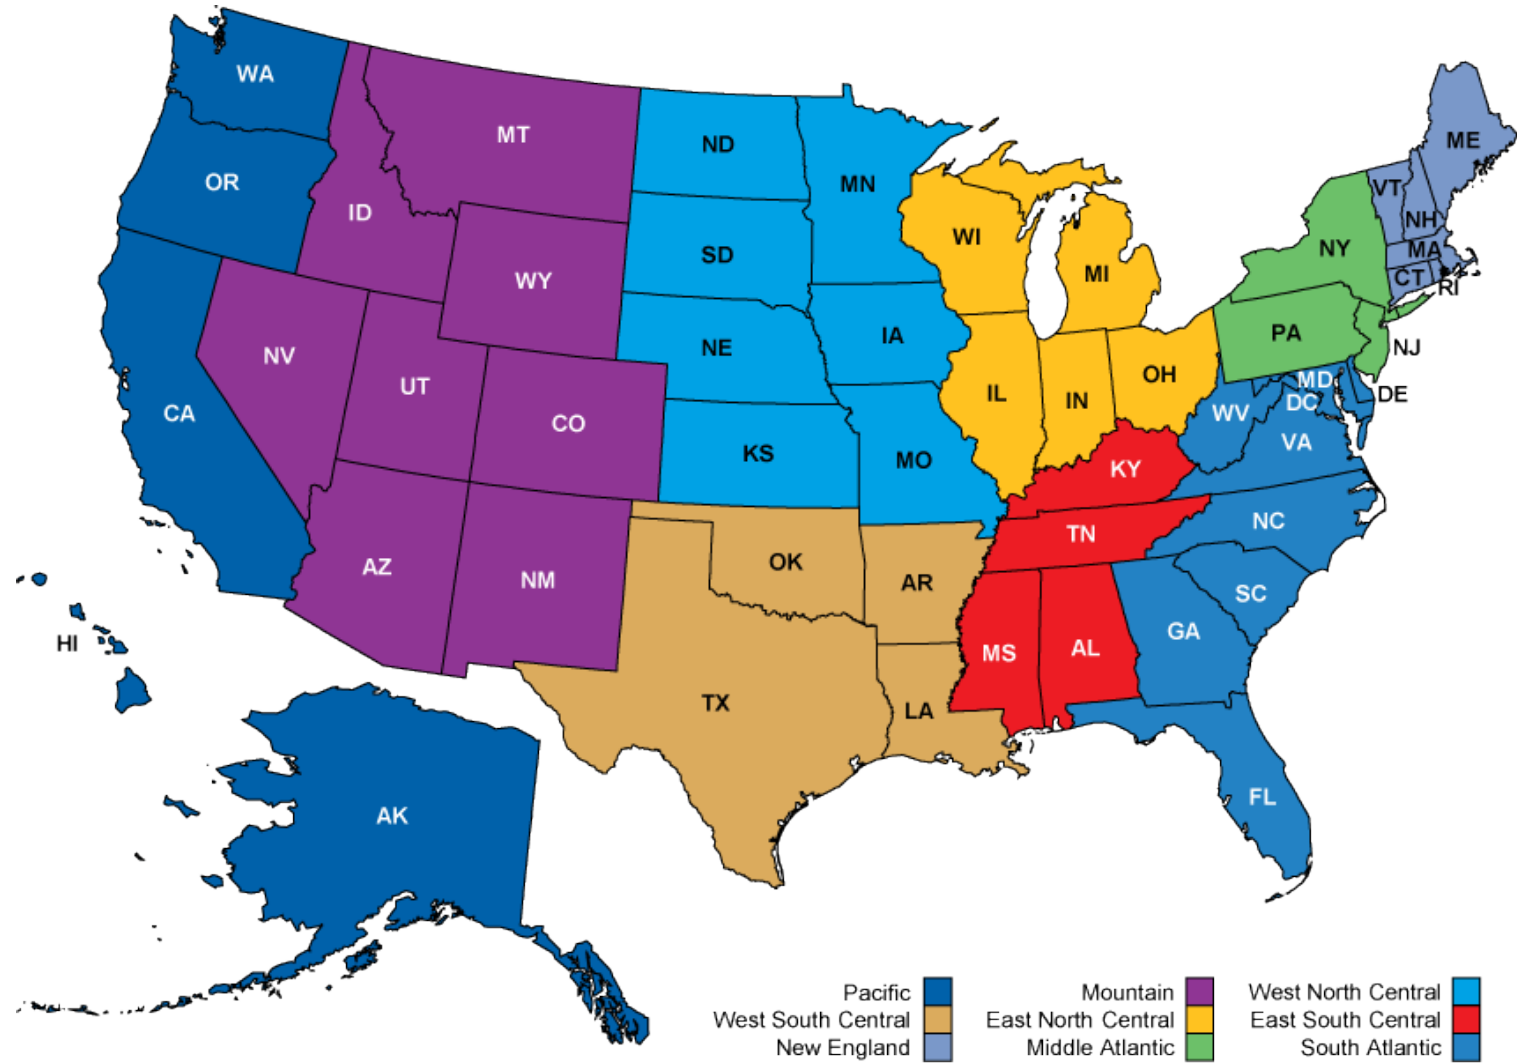 WA
MT
ND
MN
ME
OR
ID
VT
NH
WI
NY
MA
SD
MI
CT
RI
WY
IA
PA
NE
NJ
NV
UT
OH
MD
DE
IL
IN
DC
CA
CO
WV
VA
KS
MO
KY
NC
TN
AZ
NM
OK
AR
SC
HI
GA
MS
AL
TX
LA
FL
AK
Pacific
Mountain
West North Central
West South Central
East North Central
East South Central
New England
Middle Atlantic
South Atlantic